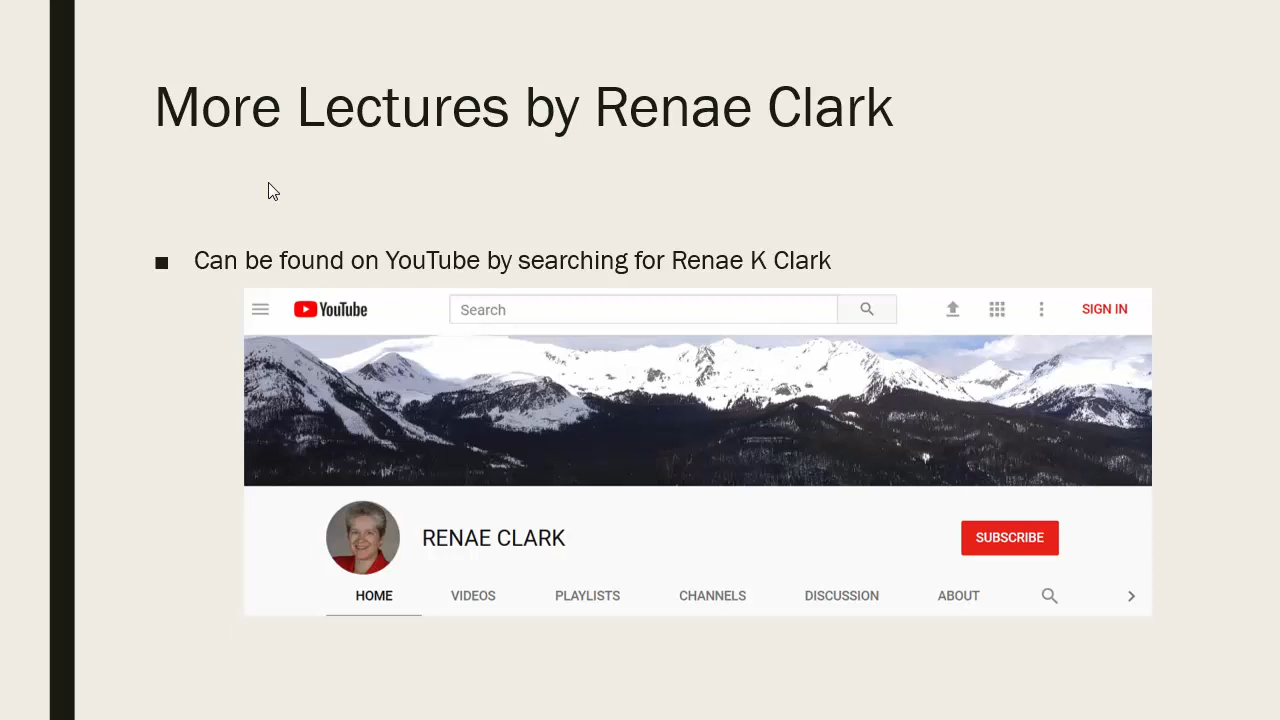 More Lectures by Renae Clark
■ Can be found on YouTube by searching for Renae K Clark
YouTube Search SIGN IN
RENAE CLARK SUBSCRIBE
HOME VIDEOS PLAYLISTS CHANNELS DISCUSSION ABOUT